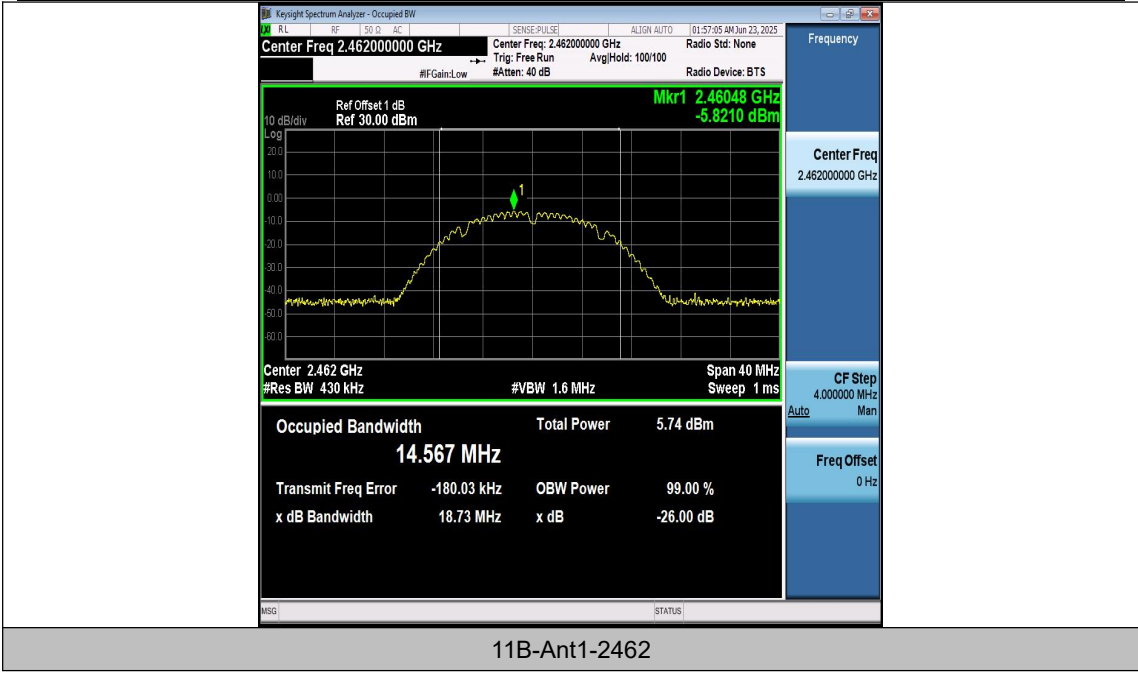 Keysight Spectrum Analyzer - Occupied BW
LXI RL RF 50 Ω AC SENSE:PULSE ALIGN AUTO 01:57:05 AM Jun 23, 2025
Center Freq 2.462000000 GHz Center Freq: 2.462000000 GHz Radio Std: None
Trig: Free Run Avg|Hold: 100/100
#IFGain:Low #Atten: 40 dB Radio Device: BTS
Frequency
Mkr1 2.46048 GHz
-5.8210 dBm
Ref Offset 1 dB
10 dB/div Ref 30.00 dBm
Log
20.0
10.0
0.00
-10.0
-20.0
-30.0
-40.0
-50.0
-60.0
1
Center 2.462 GHz Span 40 MHz
#Res BW 430 kHz #VBW 1.6 MHz Sweep 1 ms
Occupied Bandwidth Total Power 5.74 dBm
14.567 MHz
Transmit Freq Error -180.03 kHz OBW Power 99.00 %
x dB Bandwidth 18.73 MHz x dB -26.00 dB
Center Freq
2.462000000 GHz
CF Step
4.000000 MHz
Auto Man
Freq Offset
0 Hz
MSG STATUS
11B-Ant1-2462